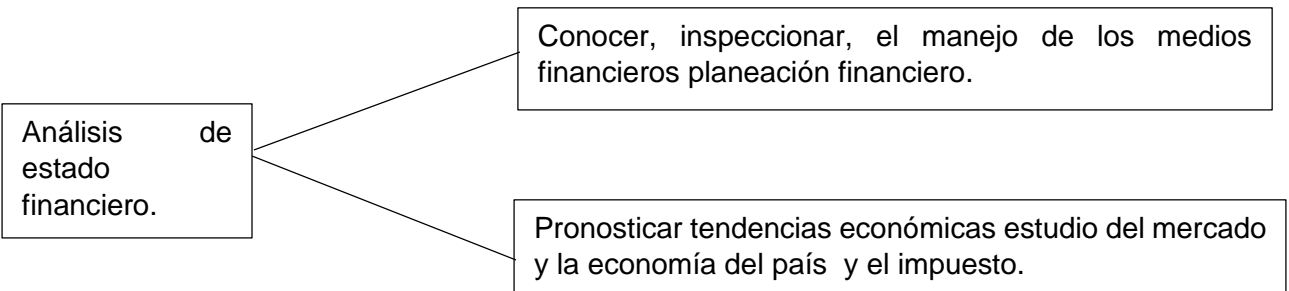 Análisis de
estado
financiero.
Conocer, inspeccionar, el manejo de los medios
financieros planeación financiero.
Pronosticar tendencias económicas estudio del mercado
y la economía del país  y el impuesto.